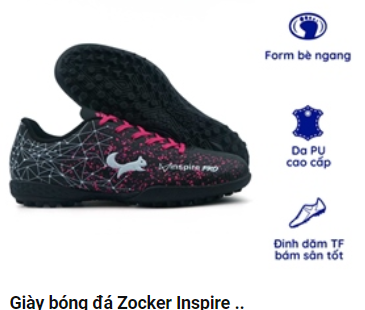 Form bè ngang
Da PU
cao cấp
Inspire PRO
Đinh dăm TF
bám sân tốt
Giày bóng đá Zocker Inspire ..